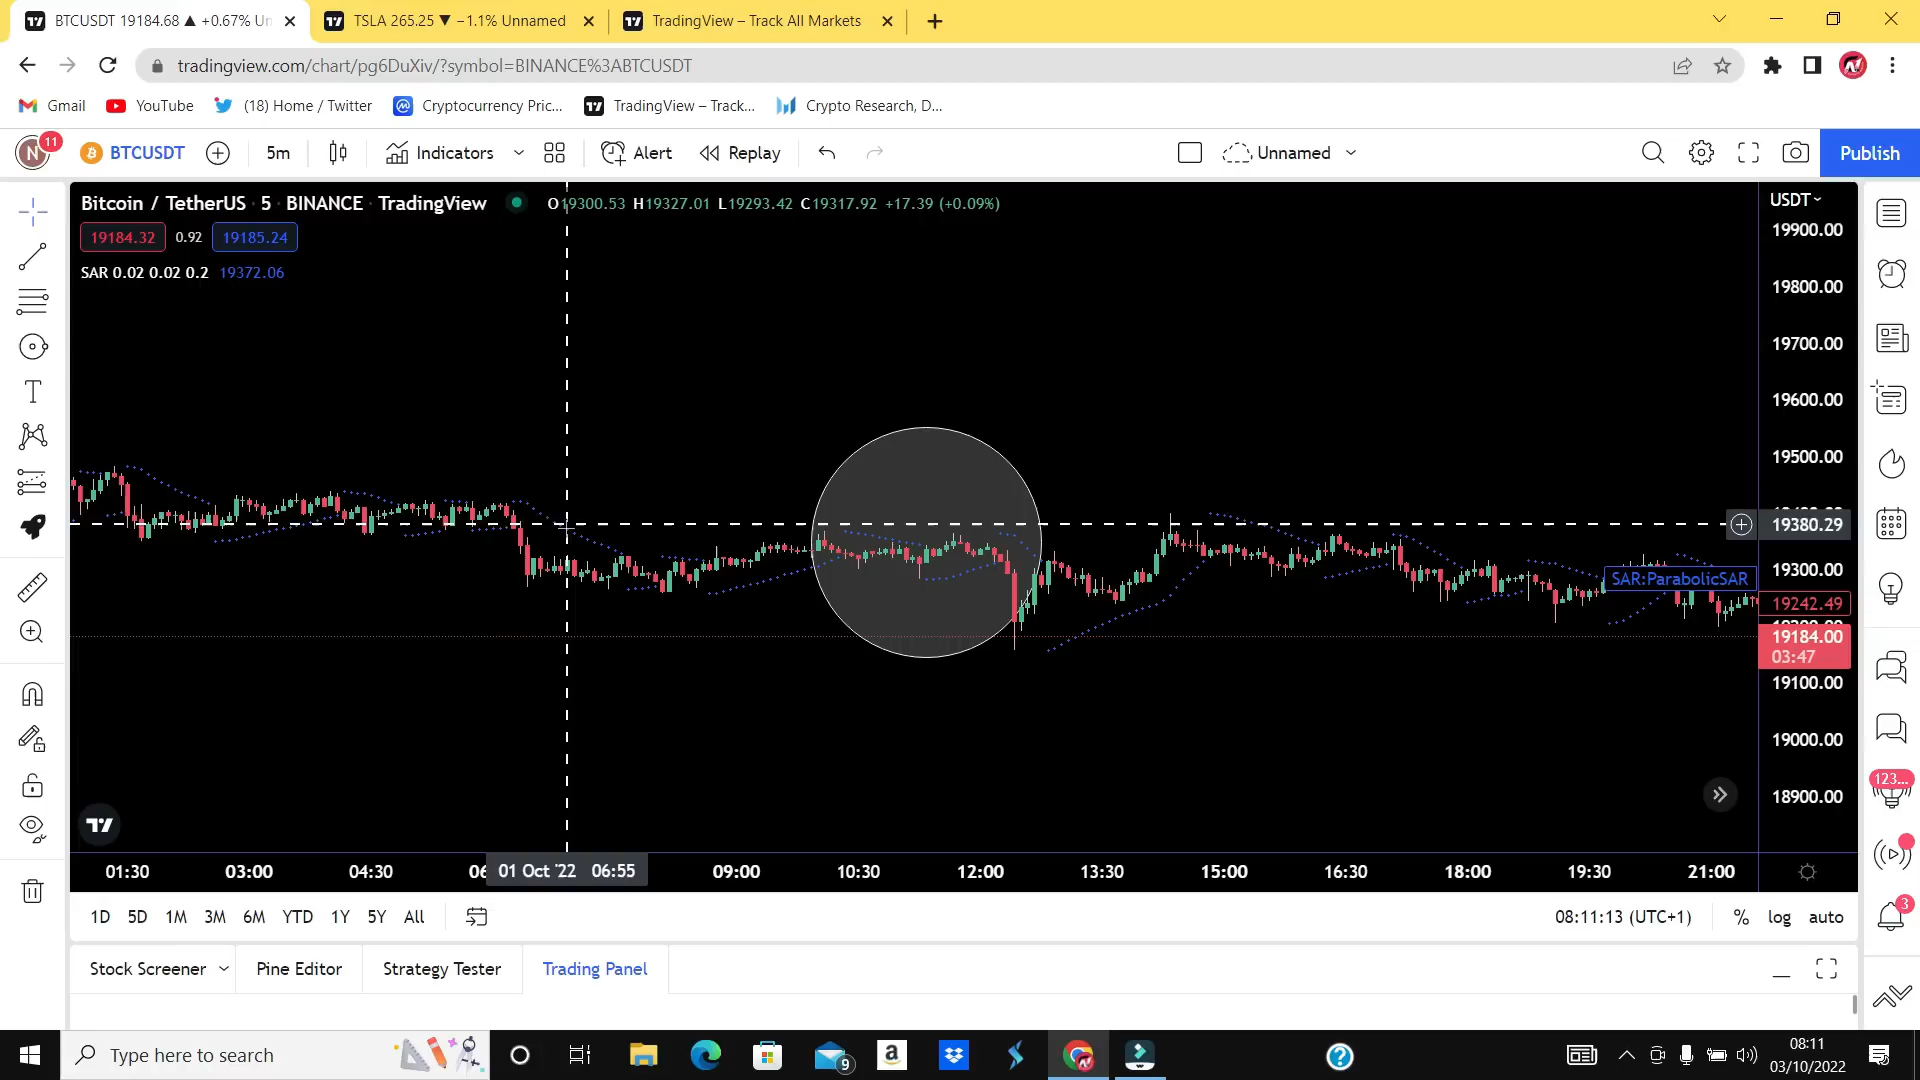 BTCUSDT 19184.68 ▲ +0.67% Un
TSLA 265.25 ▼ −1.1% Unnamed
TradingView – Track All Markets
tradingview.com/chart/pg6DuXiv/?symbol=BINANCE%3ABTCUSDT
Gmail
YouTube
(18) Home / Twitter
Cryptocurrency Pric...
TradingView – Track...
Crypto Research, D...
N
11
BTCUSDT
5m
Indicators
Alert
Replay
Unnamed
Publish
Bitcoin / TetherUS · 5 · BINANCE · TradingView
O19300.53 H19327.01 L19293.42 C19317.92 +17.39 (+0.09%)
USDT
19184.32
0.92
19185.24
SAR 0.02 0.02 0.2 19372.06
19900.00
19800.00
19700.00
19600.00
19500.00
19380.29
19300.00
SAR:ParabolicSAR
19242.49
19184.00
03:47
19100.00
19000.00
18900.00
123...
01:30
03:00
04:30
06
01 Oct '22 06:55
09:00
10:30
12:00
13:30
15:00
16:30
18:00
19:30
21:00
1D
5D
1M
3M
6M
YTD
1Y
5Y
All
08:11:13 (UTC+1)
%
log
auto
3
Stock Screener
Pine Editor
Strategy Tester
Trading Panel
Type here to search
9
08:11
03/10/2022